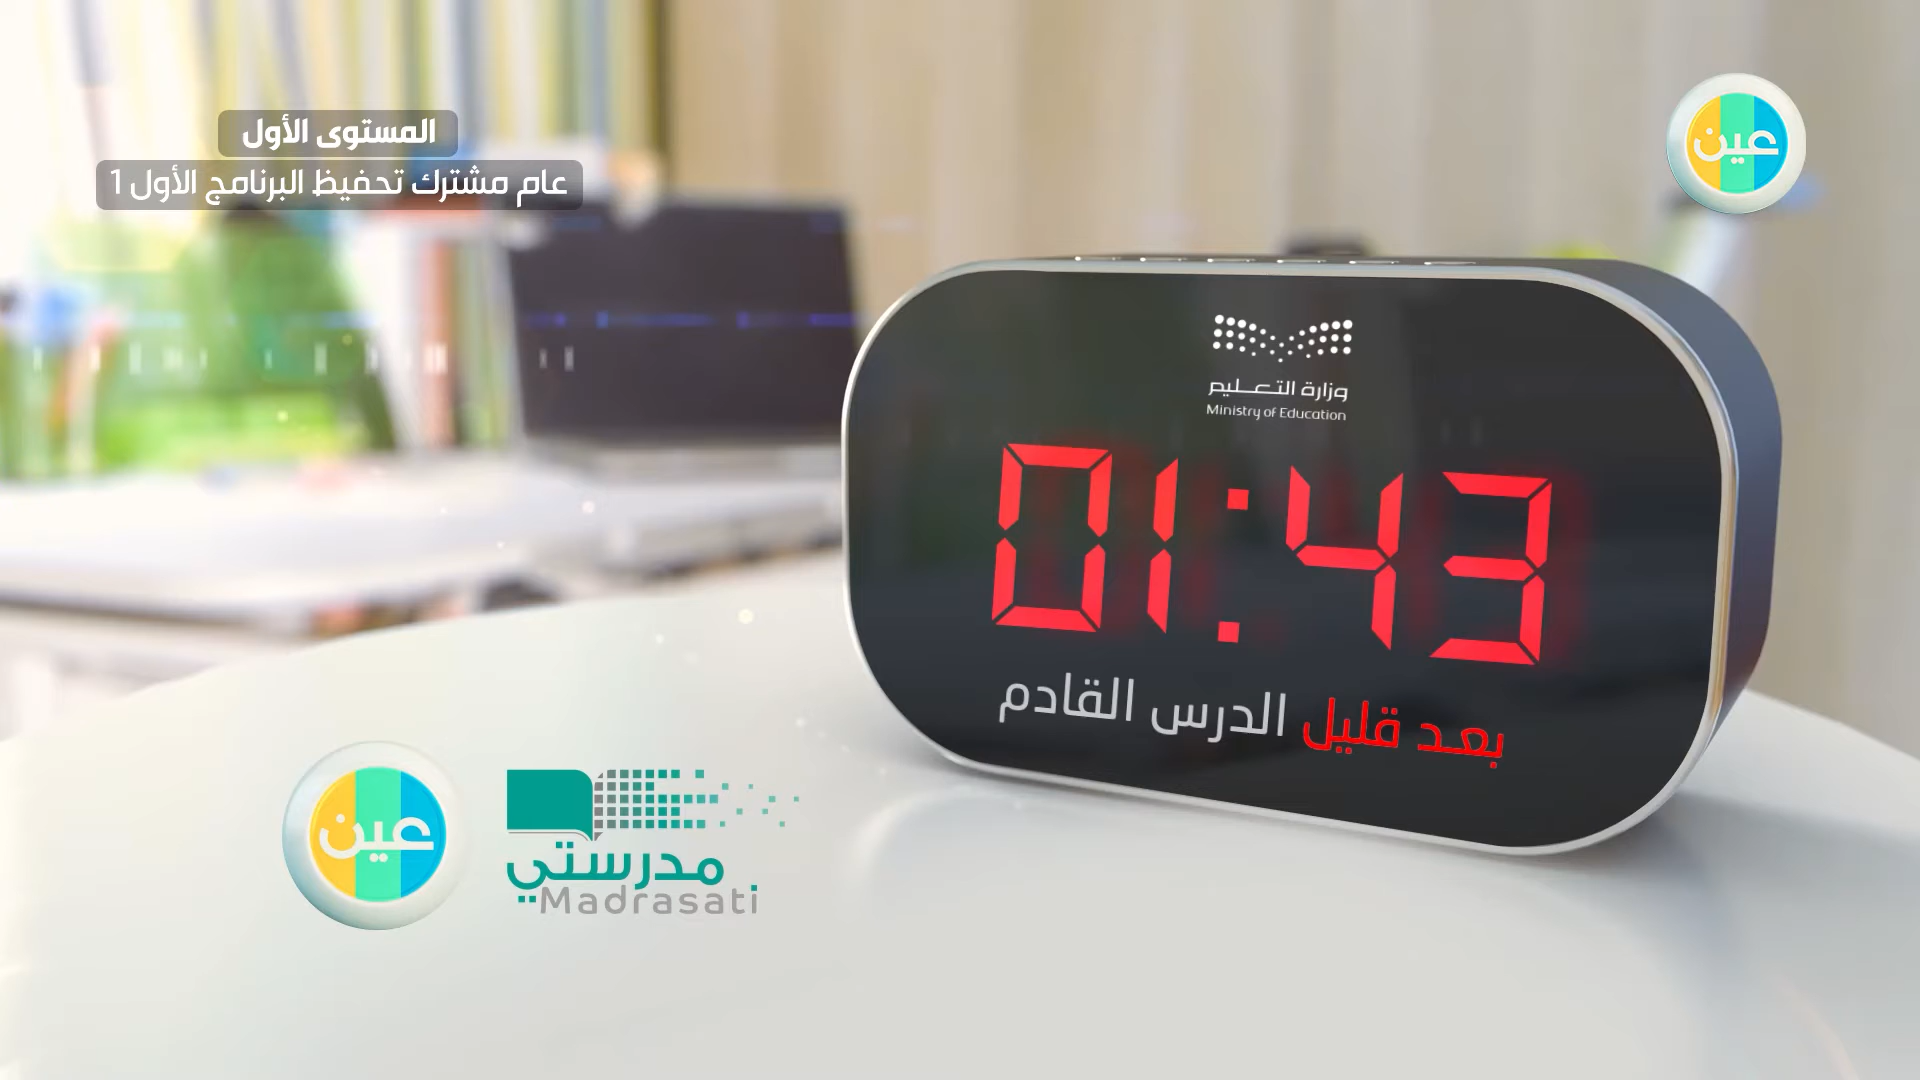 عين
المستوى الأول
عام مشترك تحفيظ البرنامج الأول 1
وزارة التعليم
Ministry of Education
01:43
بعد قليل الدرس القادم
عين
مدرستي
Madrasati